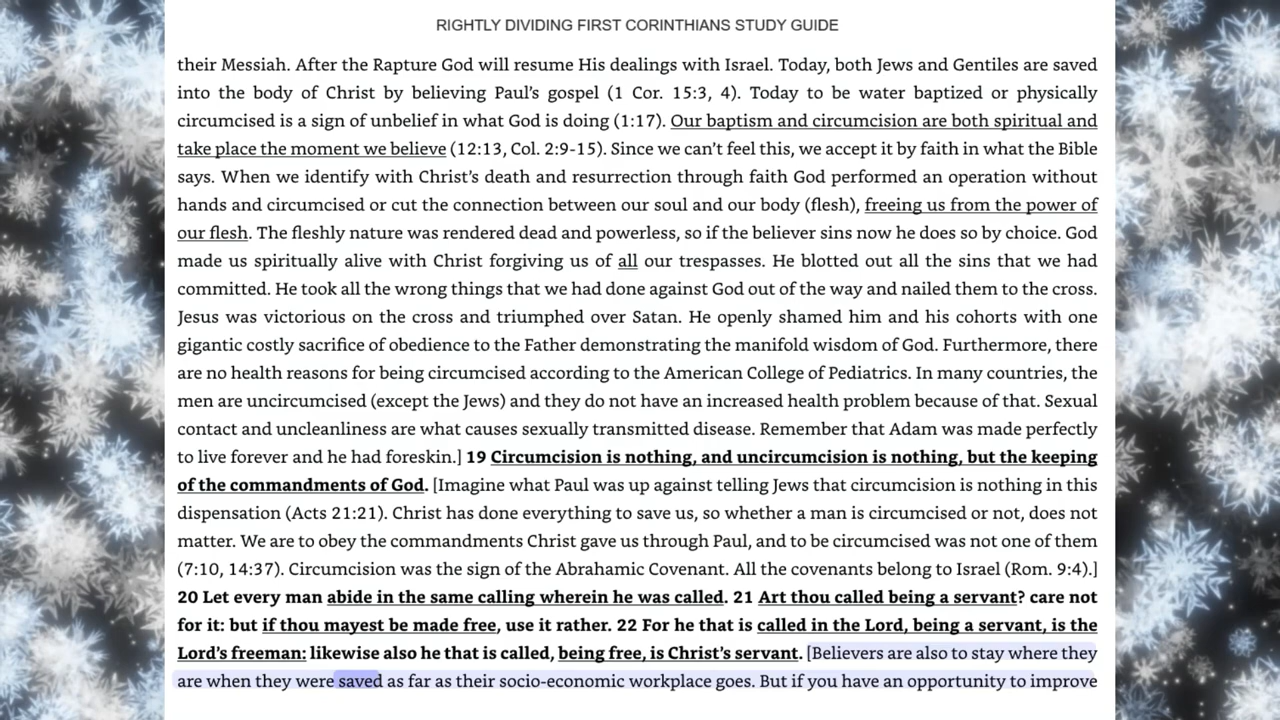 RIGHTLY DIVIDING FIRST CORINTHIANS STUDY GUIDE
their Messiah. After the Rapture God will resume His dealings with Israel. Today, both Jews and Gentiles are saved
into the body of Christ by believing Paul’s gospel (1 Cor. 15:3, 4). Today to be water baptized or physically
circumcised is a sign of unbelief in what God is doing (1:17). Our baptism and circumcision are both spiritual and
take place the moment we believe (12:13, Col. 2:9-15). Since we can’t feel this, we accept it by faith in what the Bible
says. When we identify with Christ’s death and resurrection through faith God performed an operation without
hands and circumcised or cut the connection between our soul and our body (flesh), freeing us from the power of
our flesh. The fleshly nature was rendered dead and powerless, so if the believer sins now he does so by choice. God
made us spiritually alive with Christ forgiving us of all our trespasses. He blotted out all the sins that we had
committed. He took all the wrong things that we had done against God out of the way and nailed them to the cross.
Jesus was victorious on the cross and triumphed over Satan. He openly shamed him and his cohorts with one
gigantic costly sacrifice of obedience to the Father demonstrating the manifold wisdom of God. Furthermore, there
are no health reasons for being circumcised according to the American College of Pediatrics. In many countries, the
men are uncircumcised (except the Jews) and they do not have an increased health problem because of that. Sexual
contact and uncleanliness are what causes sexually transmitted disease. Remember that Adam was made perfectly
to live forever and he had foreskin.] 19 Circumcision is nothing, and uncircumcision is nothing, but the keeping
of the commandments of God. [Imagine what Paul was up against telling Jews that circumcision is nothing in this
dispensation (Acts 21:21). Christ has done everything to save us, so whether a man is circumcised or not, does not
matter. We are to obey the commandments Christ gave us through Paul, and to be circumcised was not one of them
(7:10, 14:37). Circumcision was the sign of the Abrahamic Covenant. All the covenants belong to Israel (Rom. 9:4).]
20 Let every man abide in the same calling wherein he was called. 21 Art thou called being a servant? care not
for it: but if thou mayest be made free, use it rather. 22 For he that is called in the Lord, being a servant, is the
Lord’s freeman: likewise also he that is called, being free, is Christ’s servant. [Believers are also to stay where they
are when they were saved as far as their socio-economic workplace goes. But if you have an opportunity to improve